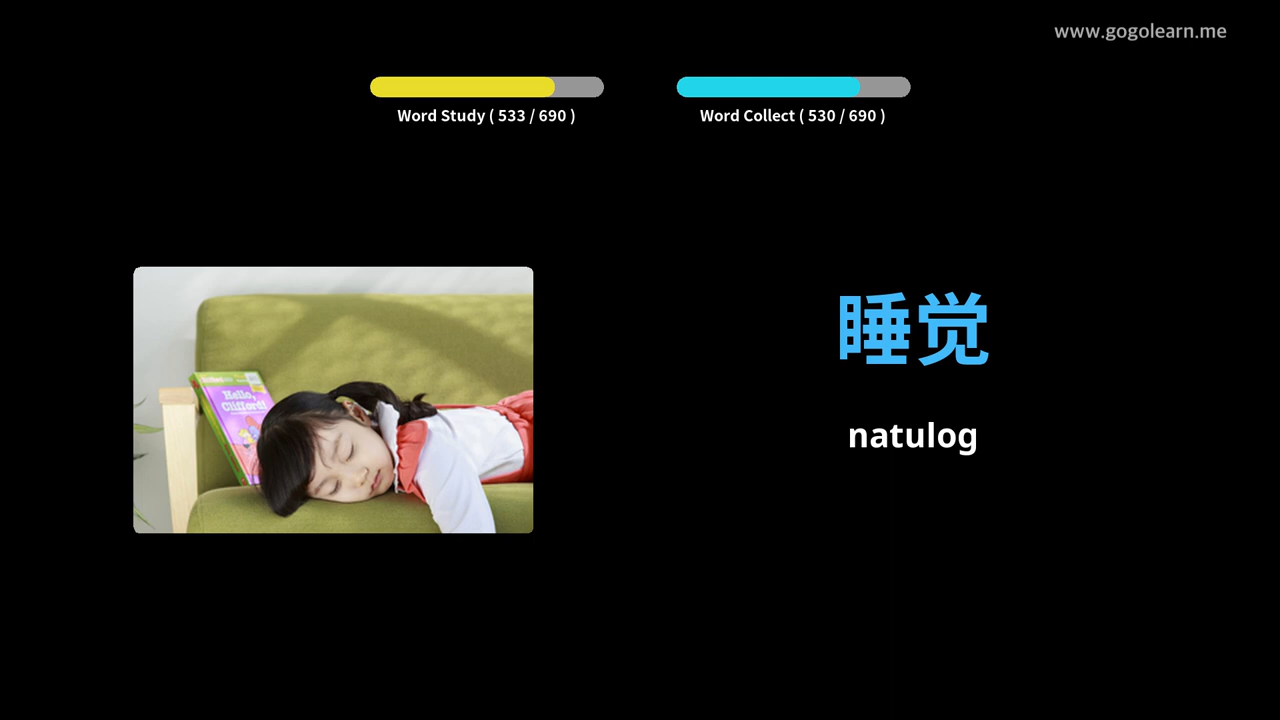 www.gogolearn.me
Word Study ( 533 / 690 )
Word Collect ( 530 / 690 )
睡觉
natulog
Hello,
Clifford!